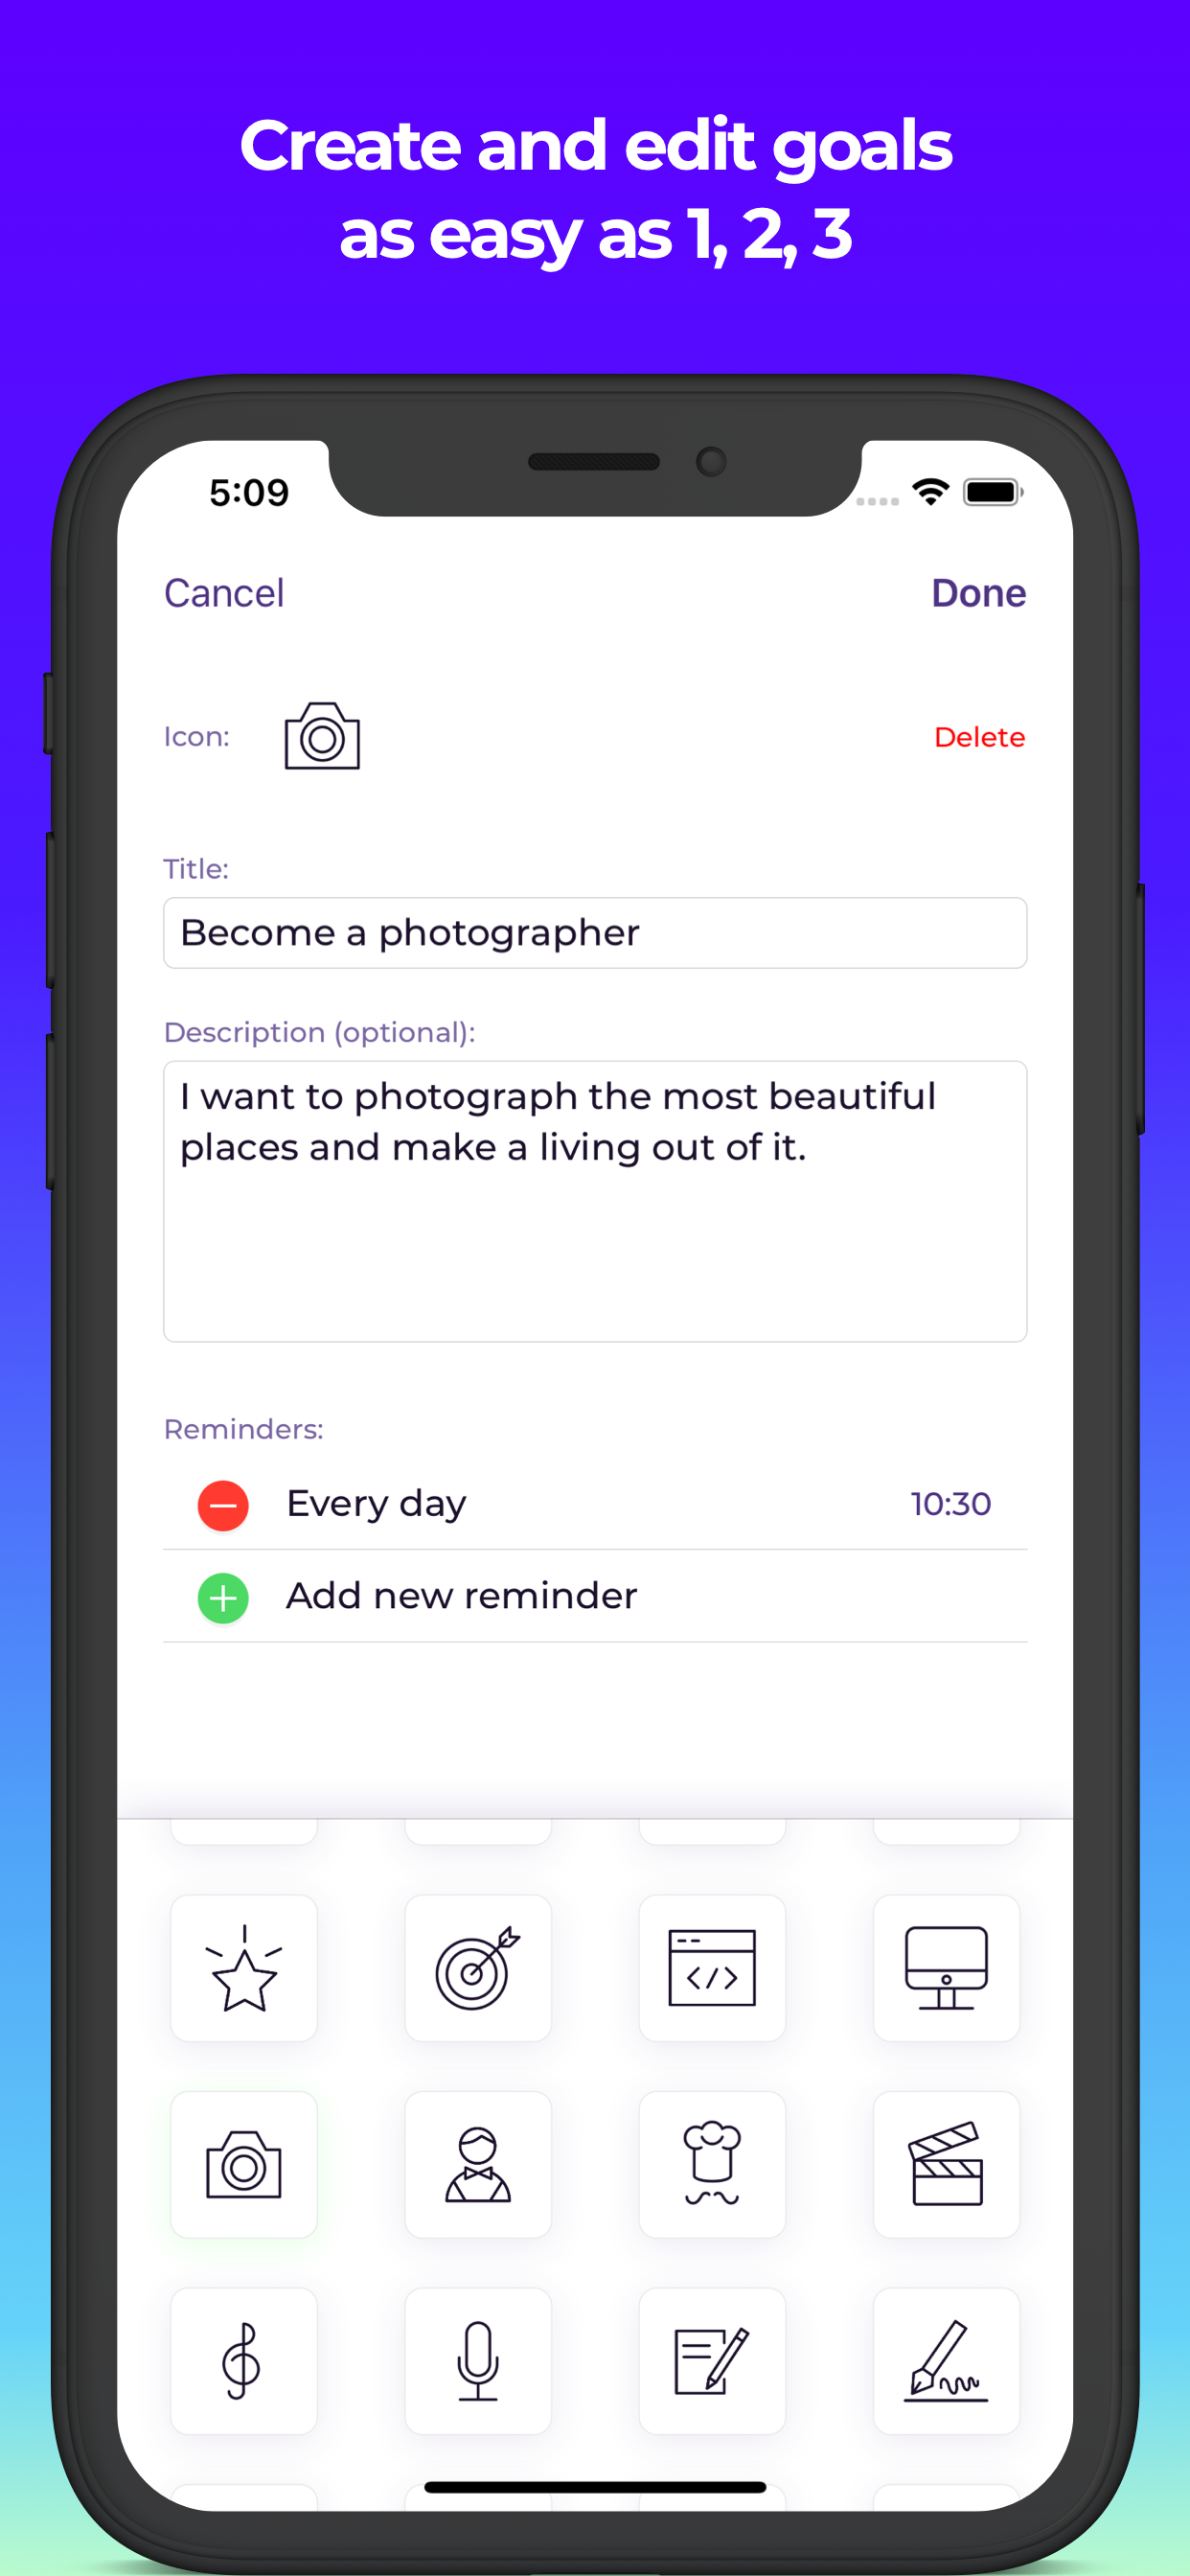 Create and edit goals
as easy as 1, 2, 3
5:09
Cancel
Done
Icon:
Delete
Title:
Become a photographer
Description (optional):
I want to photograph the most beautiful
places and make a living out of it.
Reminders:
Every day
10:30
Add new reminder